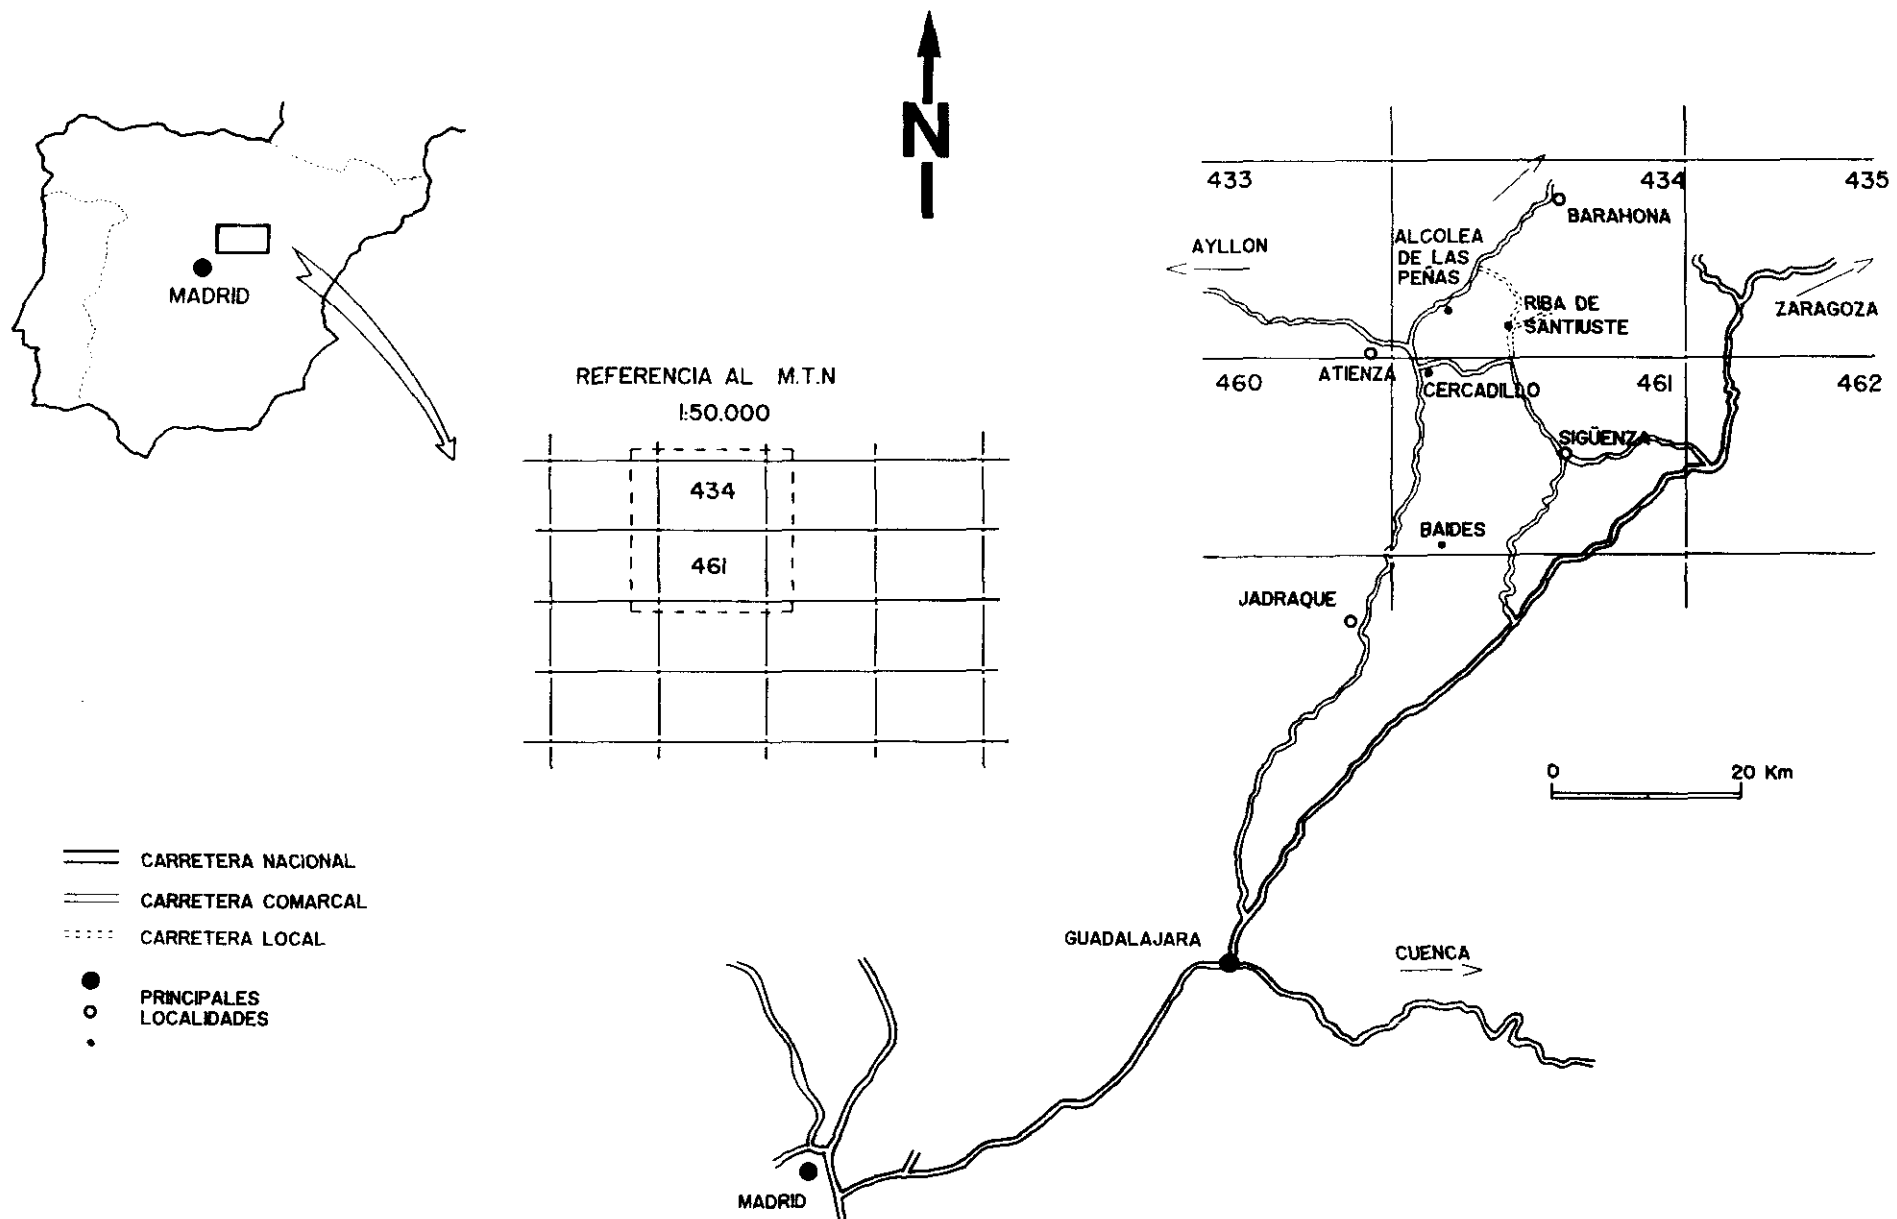 N
MADRID
REFERENCIA AL M.T.N
1:50.000
434
461
433
434
435
BARAHONA
AYLLON
ALCOLEA
DE LAS
PEÑAS
RIBA DE
SANTIUSTE
ZARAGOZA
460
ATIENZA
CERCADILLO
461
462
SIGÜENZA
BAIDES
JADRAQUE
0 20 Km
CARRETERA NACIONAL
CARRETERA COMARCAL
CARRETERA LOCAL
PRINCIPALES
LOCALIDADES
GUADALAJARA
CUENCA
MADRID